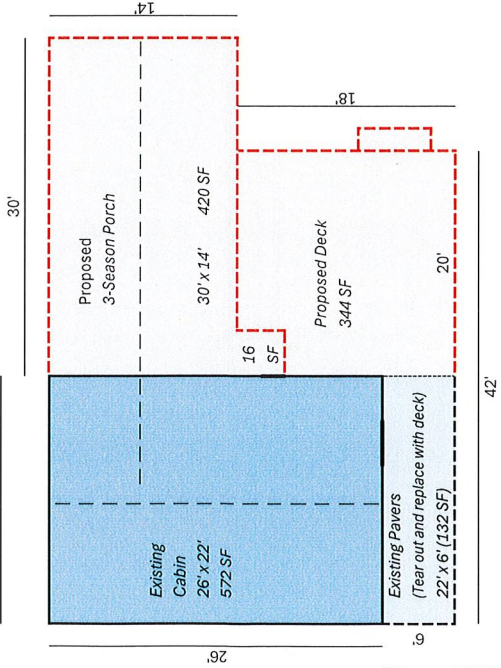 14'
30'
18'
Proposed
3-Season Porch
30' x 14'
420 SF
Proposed Deck
344 SF
20'
16
SF
42'
Existing
Cabin
26' x 22'
572 SF
Existing Pavers
(Tear out and replace with deck)
22' x 6' (132 SF)
26'
6'